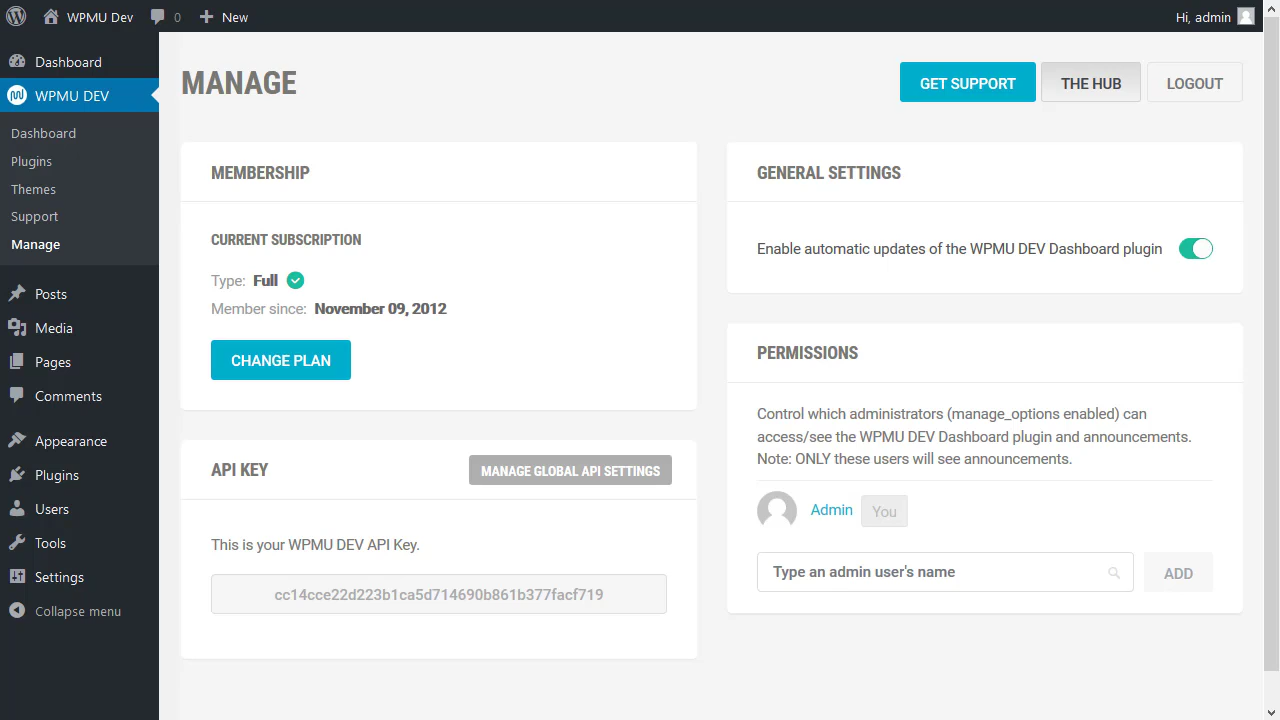 WPMU Dev
0
New
Hi, admin
Dashboard
WPMU DEV
Dashboard
Plugins
Themes
Support
Manage
Posts
Media
Pages
Comments
Appearance
Plugins
Users
Tools
Settings
Collapse menu
MANAGE
GET SUPPORT
THE HUB
LOGOUT
MEMBERSHIP
CURRENT SUBSCRIPTION
Type: Full
Member since: November 09, 2012
CHANGE PLAN
API KEY
MANAGE GLOBAL API SETTINGS
This is your WPMU DEV API Key.
cc14cce22d223b1ca5d714690b861b377facf719
GENERAL SETTINGS
Enable automatic updates of the WPMU DEV Dashboard plugin
PERMISSIONS
Control which administrators (manage_options enabled) can
access/see the WPMU DEV Dashboard plugin and announcements.
Note: ONLY these users will see announcements.
Admin
You
Type an admin user's name
ADD